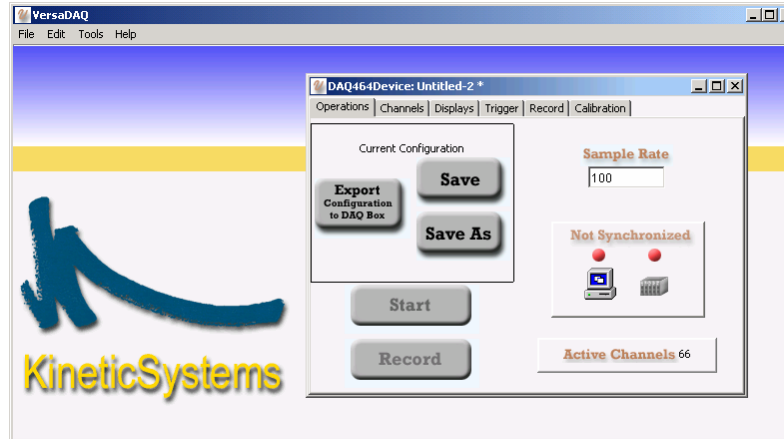 VersaDAQ
File Edit Tools Help
DAQ464Device: Untitled-2 *
Operations Channels Displays Trigger Record Calibration
Current Configuration
Export
Configuration
to DAQ Box
Save
Save As
Sample Rate
100
Not Synchronized
Start
Record
Active Channels 66
KineticSystems